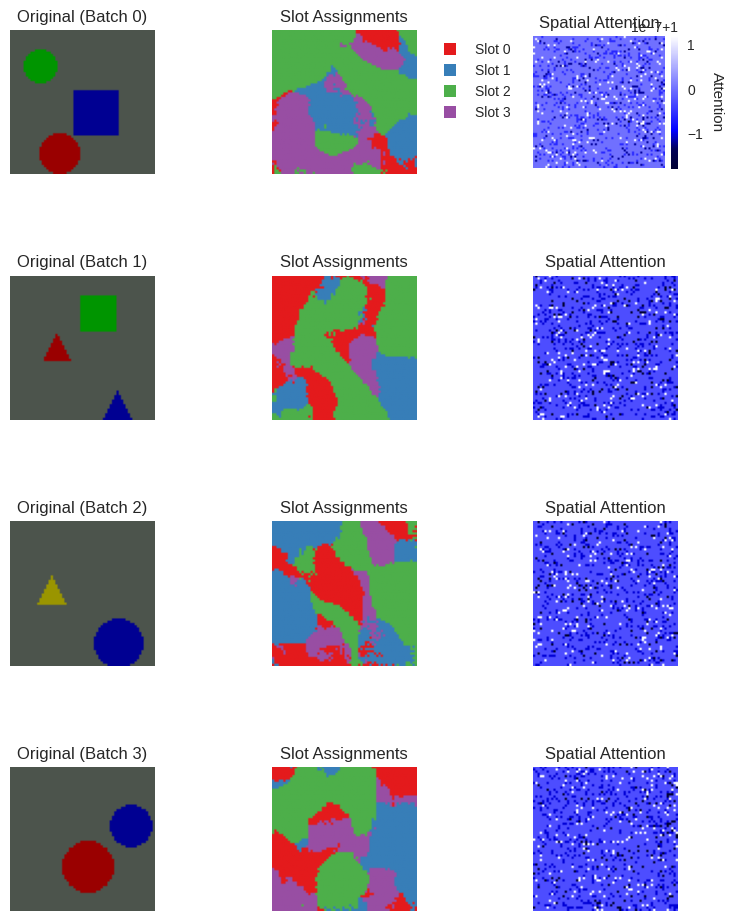 Original (Batch 0)
Slot Assignments
Slot 0
Slot 1
Slot 2
Slot 3
Spatial Attention
1e−7+1
1
0
−1
Attention
Original (Batch 1)
Slot Assignments
Spatial Attention
Original (Batch 2)
Slot Assignments
Spatial Attention
Original (Batch 3)
Slot Assignments
Spatial Attention